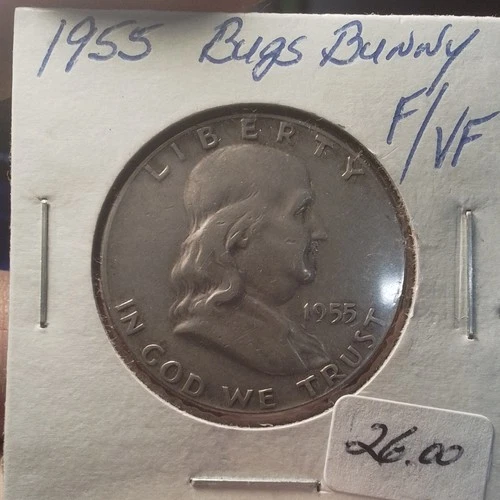 1955 Bugs Bunny
F/VF
LIBERTY
1955
IN GOD WE TRUST
26.00